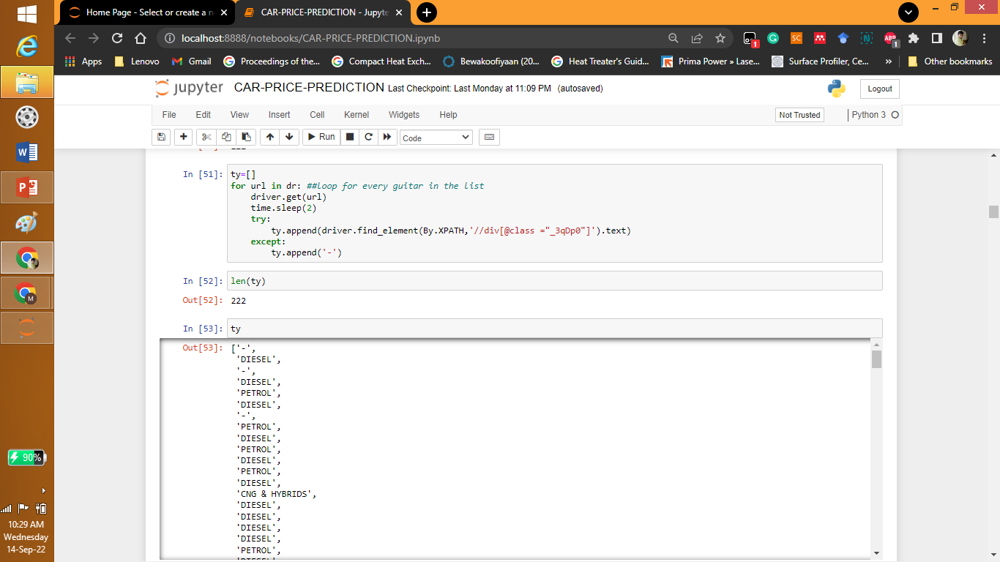 Home Page - Select or create a n
CAR-PRICE-PREDICTION - Jupyte
localhost:8888/notebooks/CAR-PRICE-PREDICTION.ipynb
Apps Lenovo Gmail Proceedings of the... Compact Heat Exch... Bewakoofiyaan (20... Heat Treater's Guid... Prima Power » Lase... Surface Profiler, Ce... » Other bookmarks
jupyter CAR-PRICE-PREDICTION Last Checkpoint: Last Monday at 11:09 PM (autosaved) Logout
File Edit View Insert Cell Kernel Widgets Help Not Trusted Python 3
Run Code
In [51]: ty=[]
for url in dr: ##loop for every guitar in the list
driver.get(url)
time.sleep(2)
try:
ty.append(driver.find_element(By.XPATH,'//div[@class ="_3qDp0"]').text)
except:
ty.append('-')
In [52]: len(ty)
Out[52]: 222
In [53]: ty
Out[53]: ['-',
'DIESEL',
'-',
'DIESEL',
'PETROL',
'DIESEL',
'-',
'PETROL',
'DIESEL',
'PETROL',
'DIESEL',
'PETROL',
'DIESEL',
'CNG & HYBRIDS',
'DIESEL',
'DIESEL',
'DIESEL',
'DIESEL',
'PETROL',
90%
10:29 AM
Wednesday
14-Sep-22